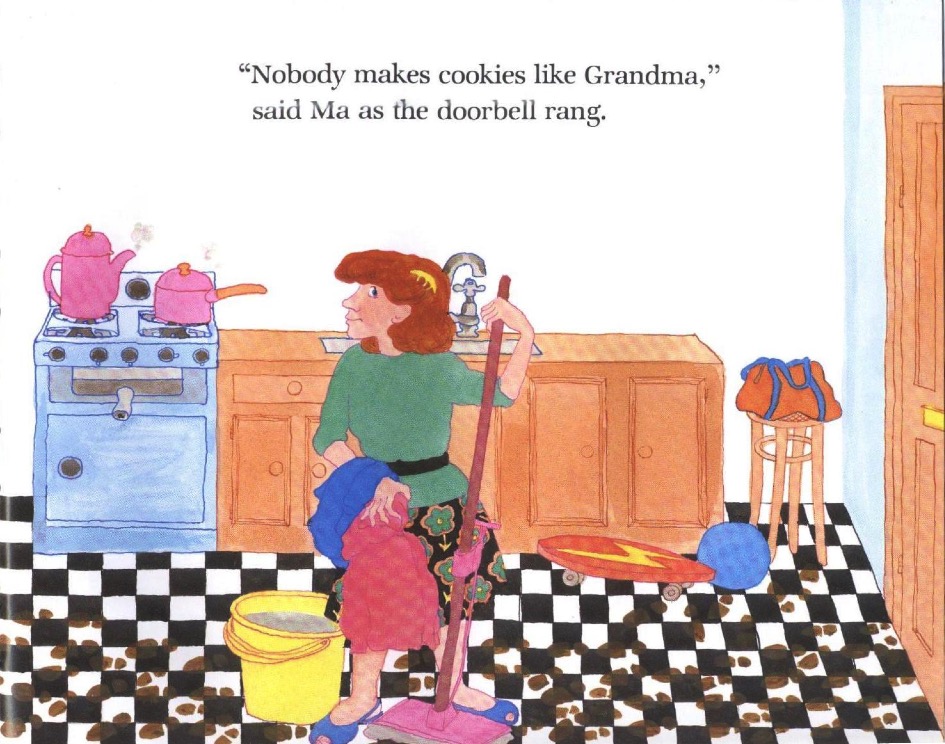 “Nobody makes cookies like Grandma,”
said Ma as the doorbell rang.